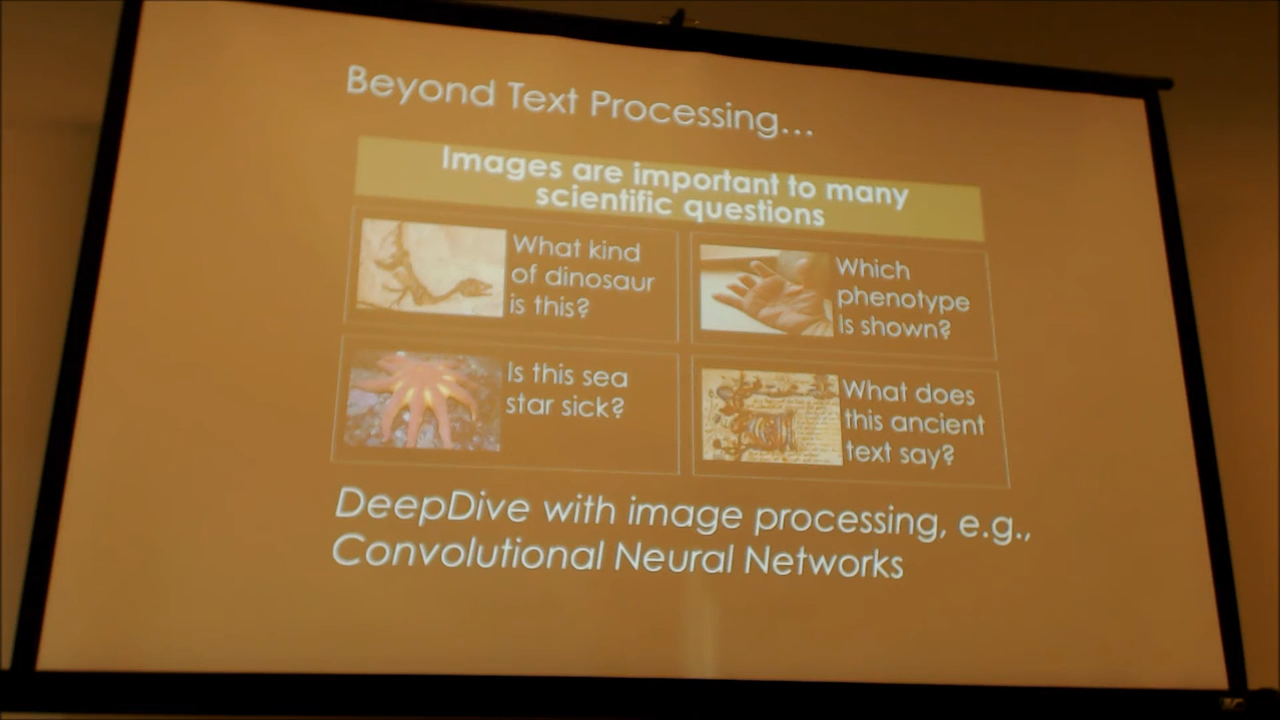 Beyond Text Processing...
Images are important to many
scientific questions
What kind
of dinosaur
is this?
Which
phenotype
is shown?
Is this sea
star sick?
What does
this ancient
text say?
DeepDive with image processing, e.g.,
Convolutional Neural Networks